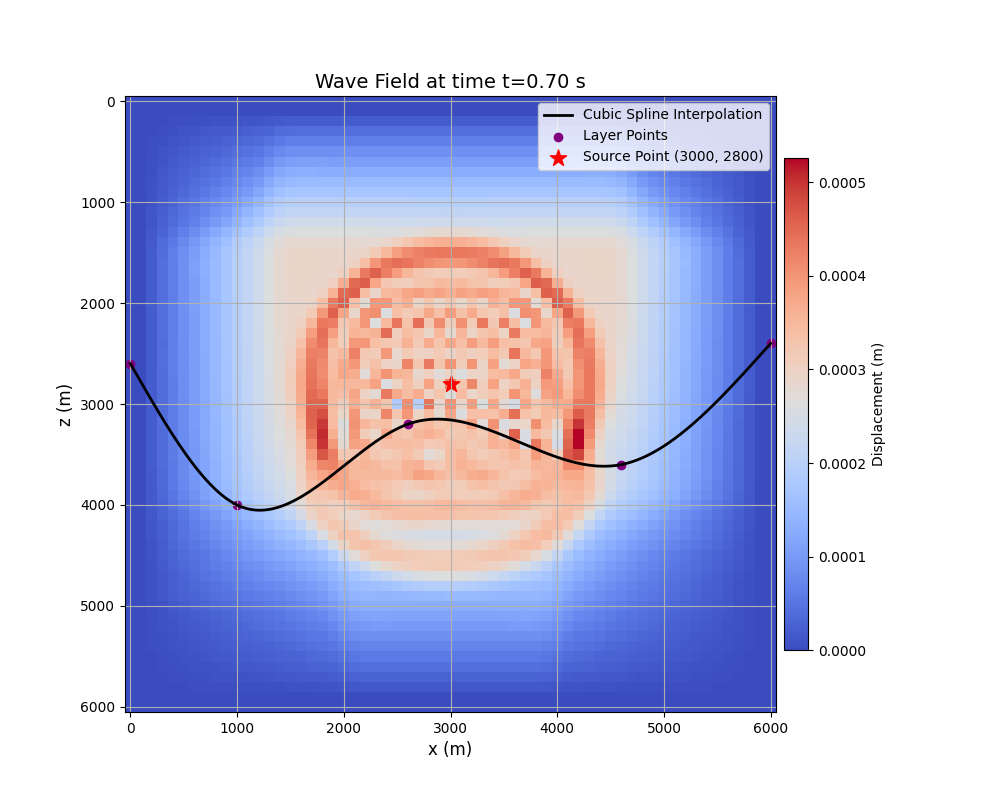 Wave Field at time t=0.70 s
Cubic Spline Interpolation
Layer Points
Source Point (3000, 2800)
0
1000
2000
3000
4000
5000
6000
z (m)
0 1000 2000 3000 4000 5000 6000
x (m)
0.0005
0.0004
0.0003
0.0002
0.0001
0.0000
Displacement (m)